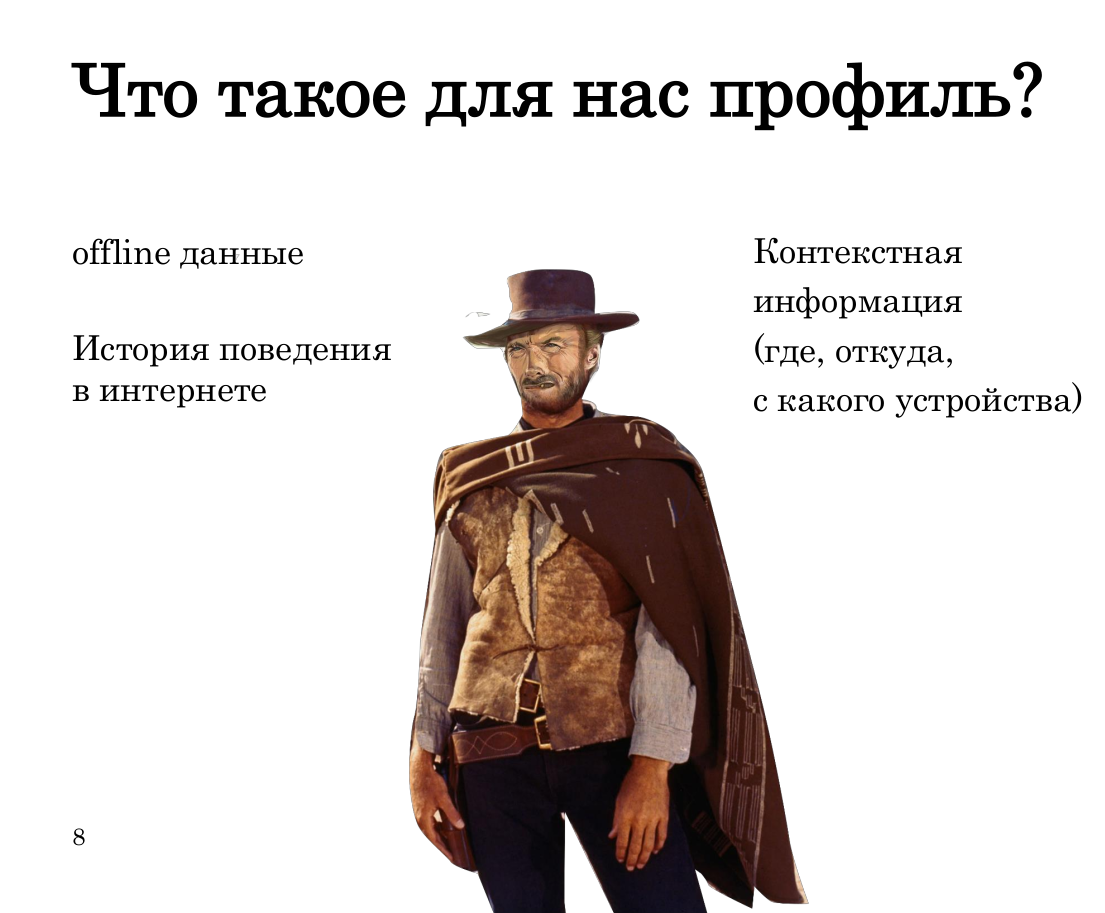 Что такое для нас профиль?
offline данные
История поведения
в интернете
Контекстная
информация
(где, откуда,
с какого устройства)
8